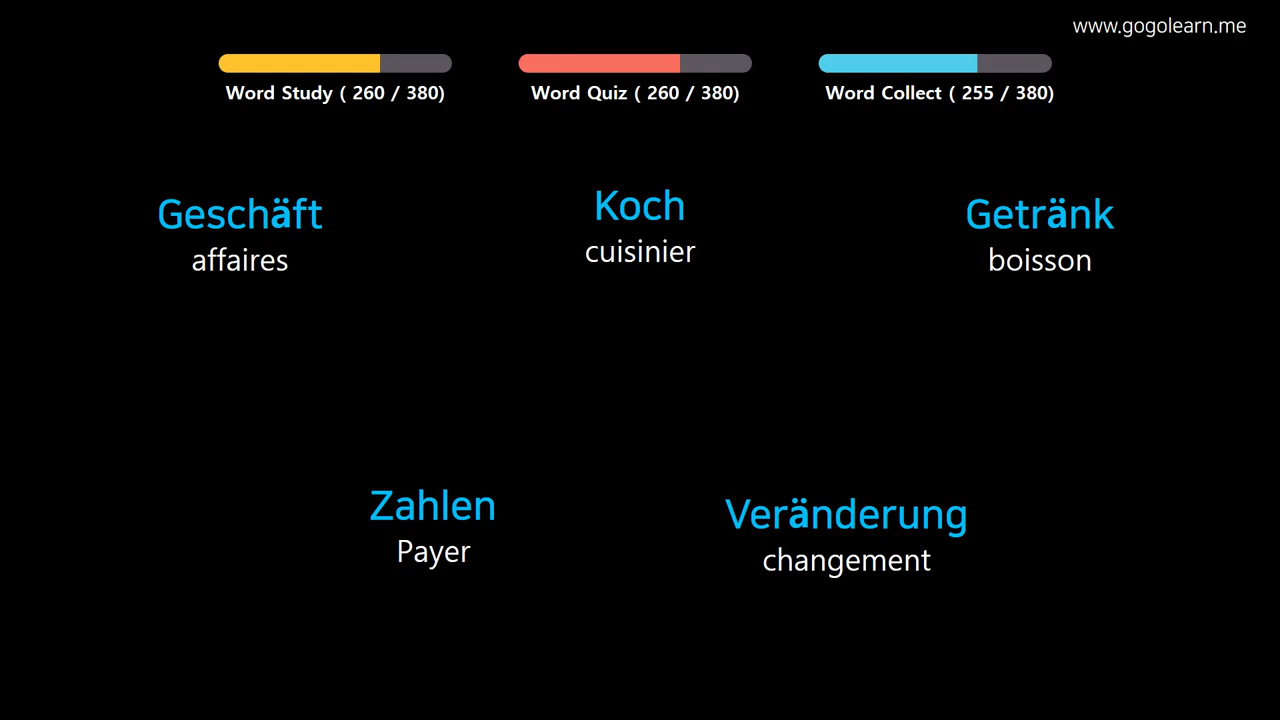 www.gogolearn.me
Word Study ( 260 / 380)
Word Quiz ( 260 / 380)
Word Collect ( 255 / 380)
Geschäft
affaires
Koch
cuisinier
Getränk
boisson
Zahlen
Payer
Veränderung
changement